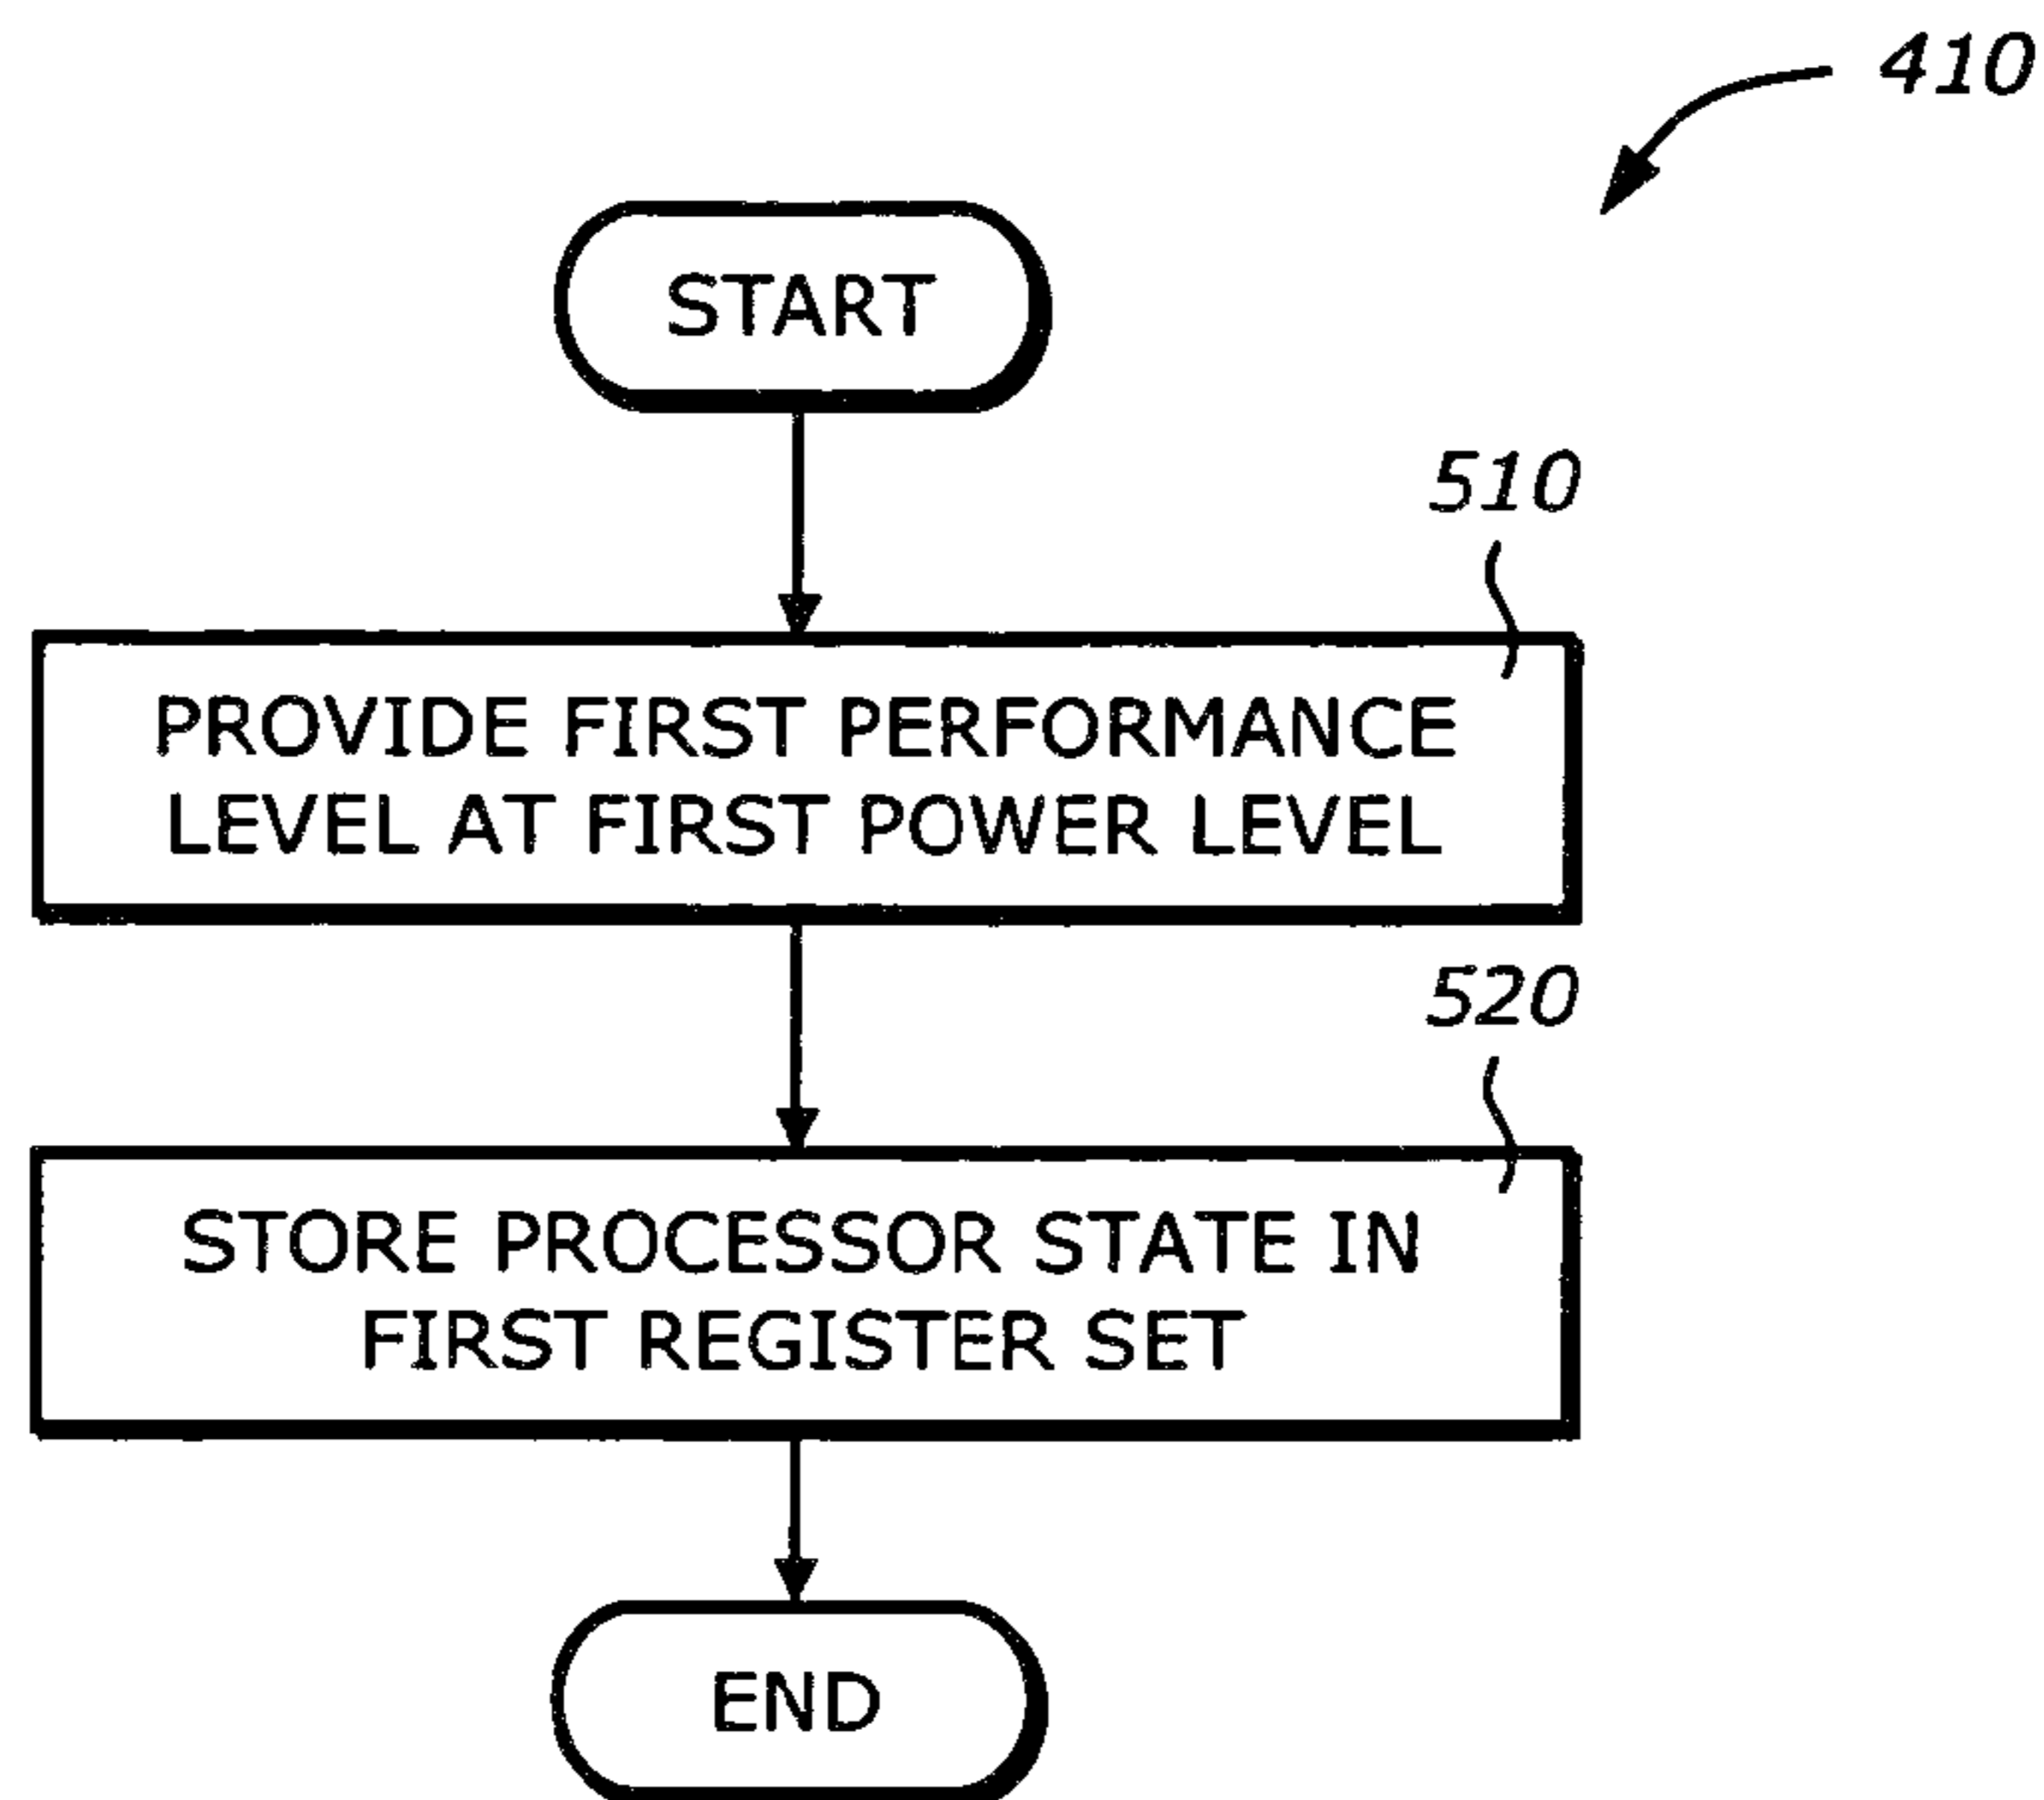 410
START
510
PROVIDE FIRST PERFORMANCE
LEVEL AT FIRST POWER LEVEL
520
STORE PROCESSOR STATE IN
FIRST REGISTER SET
END